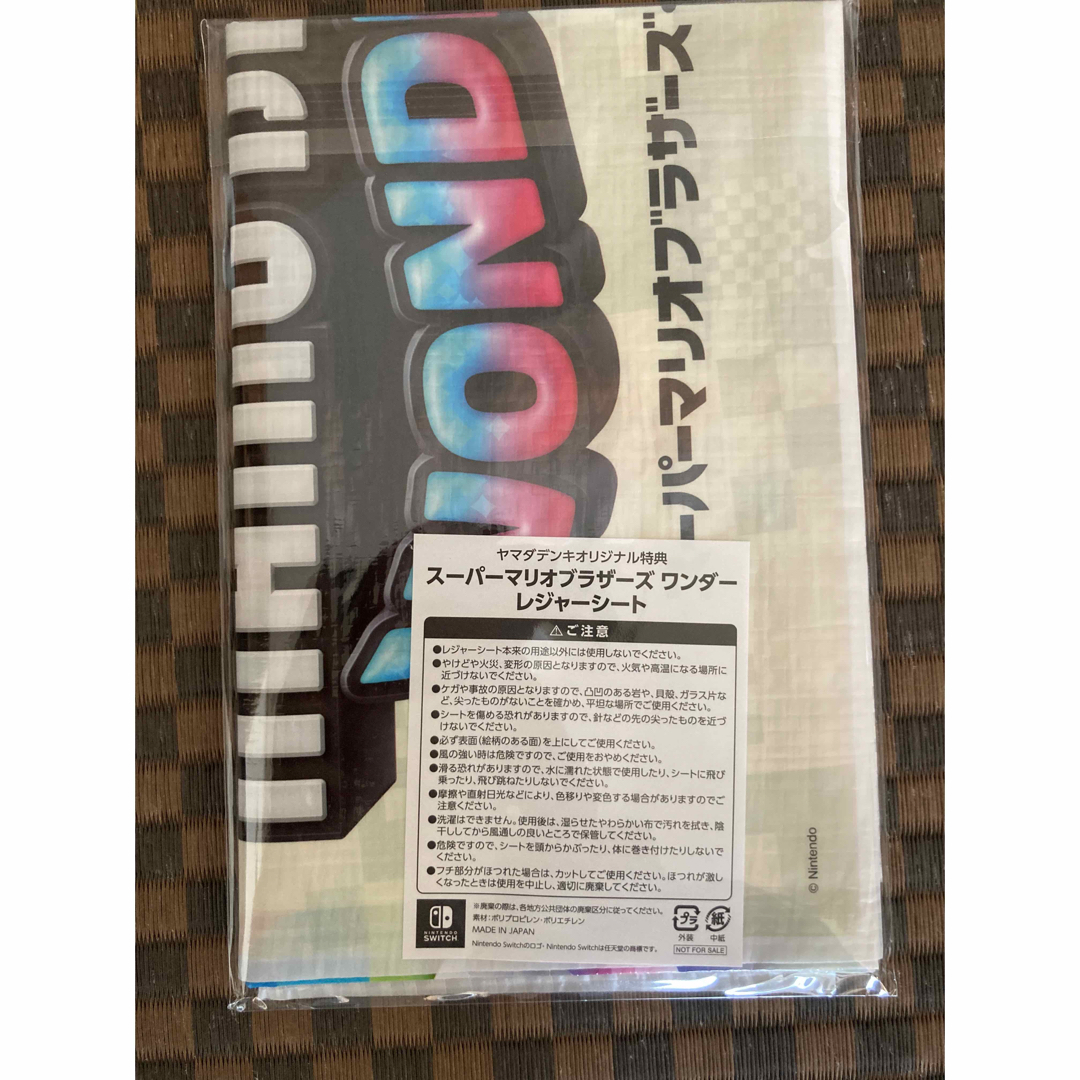 WOND
ーパーマリオブラザーズ
ヤマダデンキオリジナル特典
スーパーマリオブラザーズ ワンダー
レジャーシート
⚠ご注意
●レジャーシート本来の用途以外には使用しないでください。
●やけどや火災、変形の原因となりますので、火気や高温になる場所に
近づけないでください。
●ケガや事故の原因となりますので、凸凹のある岩や、貝殻、ガラス片な
ど、尖ったものがないことを確かめ、平坦な場所でご使用ください。
●シートを傷める恐れがありますので、針などの先の尖ったものを近づ
けないでください。
●必ず表面(絵柄のある面)を上にしてご使用ください。
●風の強い時は危険ですので、ご使用をおやめください。
●滑る恐れがありますので、水に濡れた状態で使用したり、シートに飛び
乗ったり、飛び跳ねたりしないでください。
●摩擦や直射日光などにより、色移りや変色する場合がありますのでご
注意ください。
●洗濯はできません。使用後は、湿らせたやわらかい布で汚れを拭き、陰
干ししてから風通しの良いところで保管してください。
●危険ですので、シートを頭からかぶったり、体に巻き付けたりしないで
ください。
●フチ部分がほつれた場合は、カットしてご使用ください。ほつれが激し
くなったときは使用を中止し、適切に廃棄してください。
※廃棄の際は、各地方公共団体の廃棄区分に従ってください。
素材:ポリプロピレン・ポリエチレン
MADE IN JAPAN
Nintendo Switchのロゴ・Nintendo Switchは任天堂の商標です。
NINTENDO
SWITCH
プラ
外装
紙
中紙
NOT FOR SALE
© Nintendo